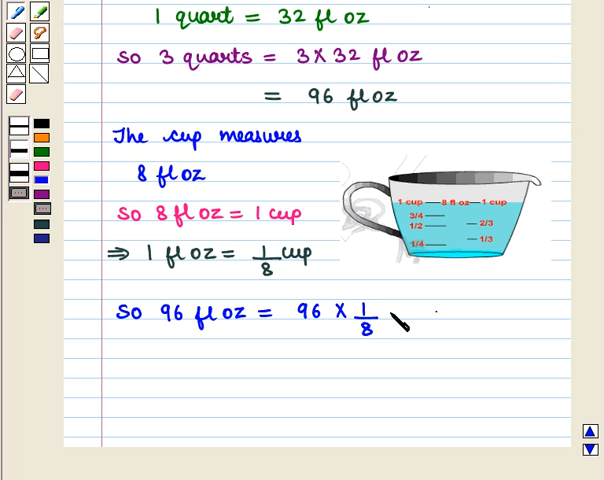 1 quart = 32 fl oz
so 3 quarts = 3 X 32 fl oz
= 96 fl oz
The cup measures
8 fl oz
So 8 fl oz = 1 cup
⇒ 1 fl oz = 1/8 cup
So 96 fl oz = 96 X 1/8
1 cup 8 fl oz 1 cup
3/4
2/3
1/2
1/3
1/4